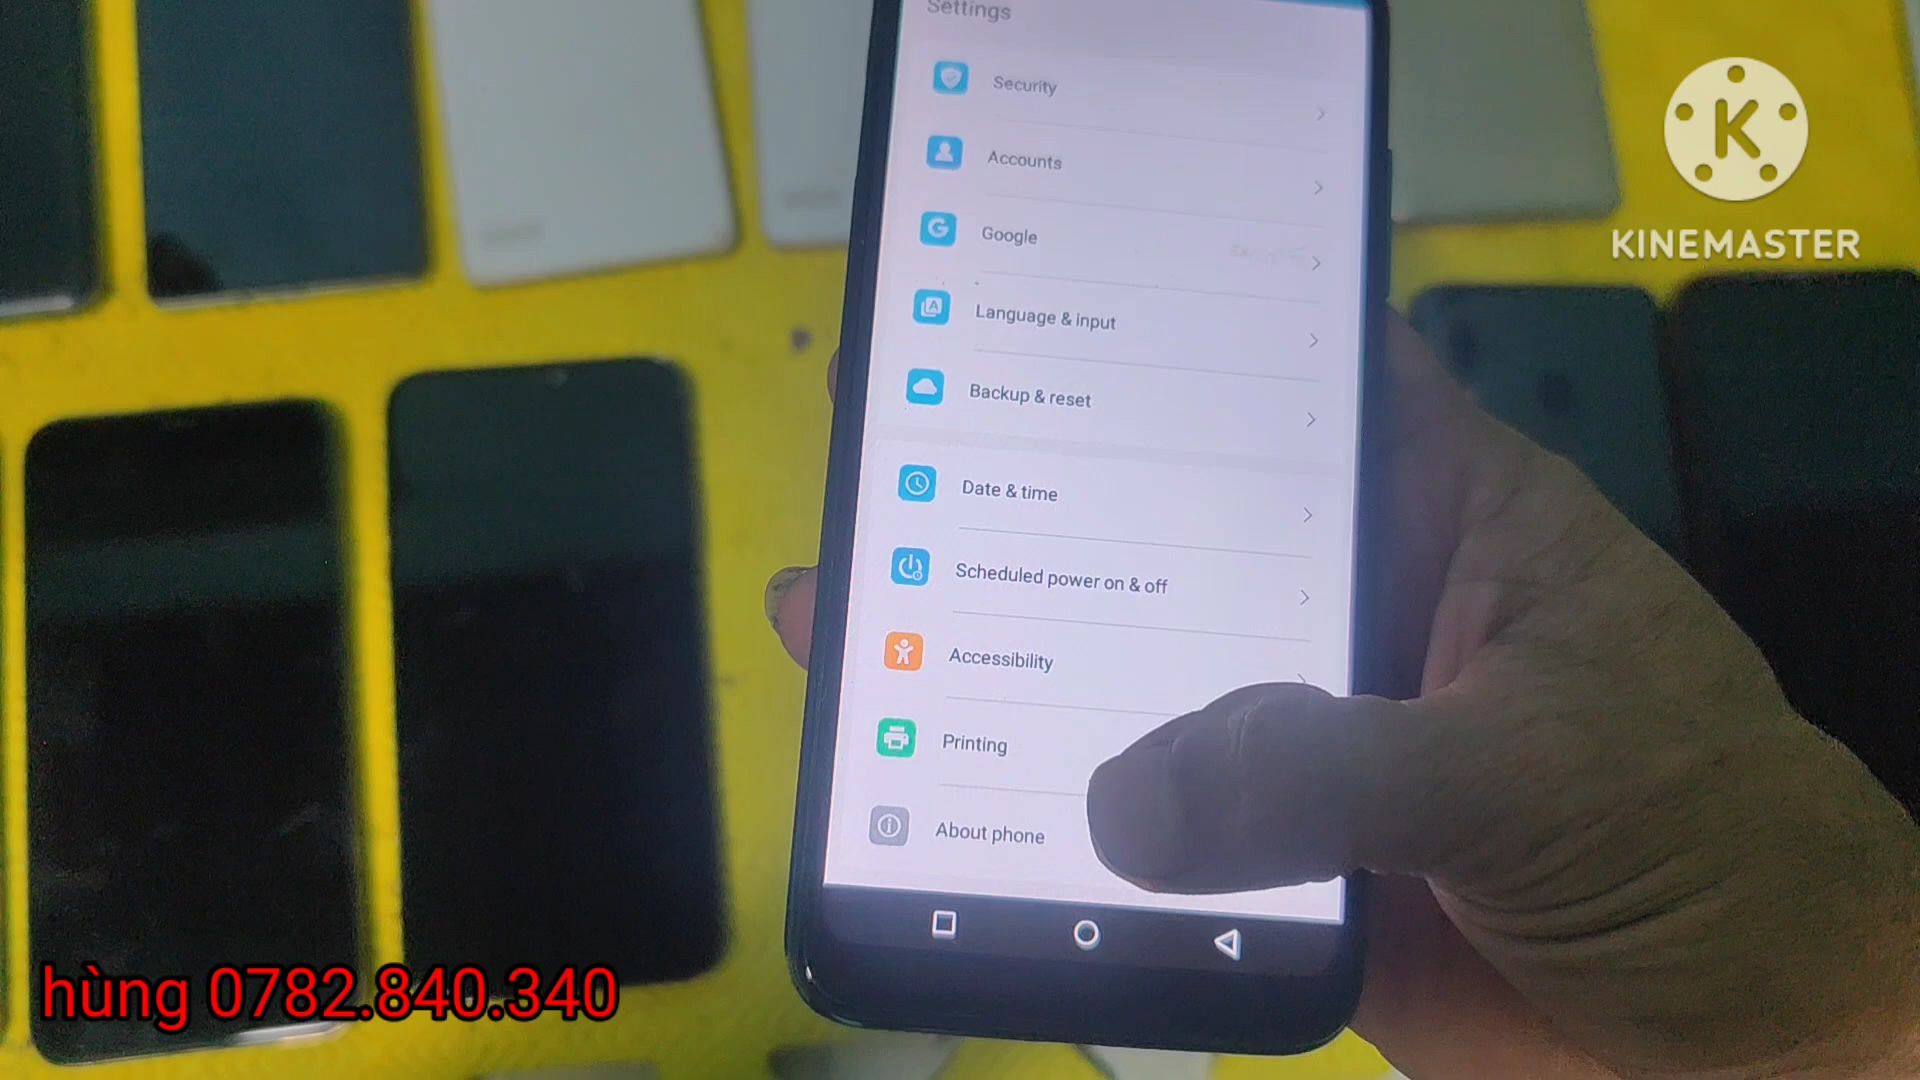 Settings
Security
Accounts
Google
Language & input
Backup & reset
Date & time
Scheduled power on & off
Accessibility
Printing
About phone
K
KINEMASTER
hùng 0782.840.340